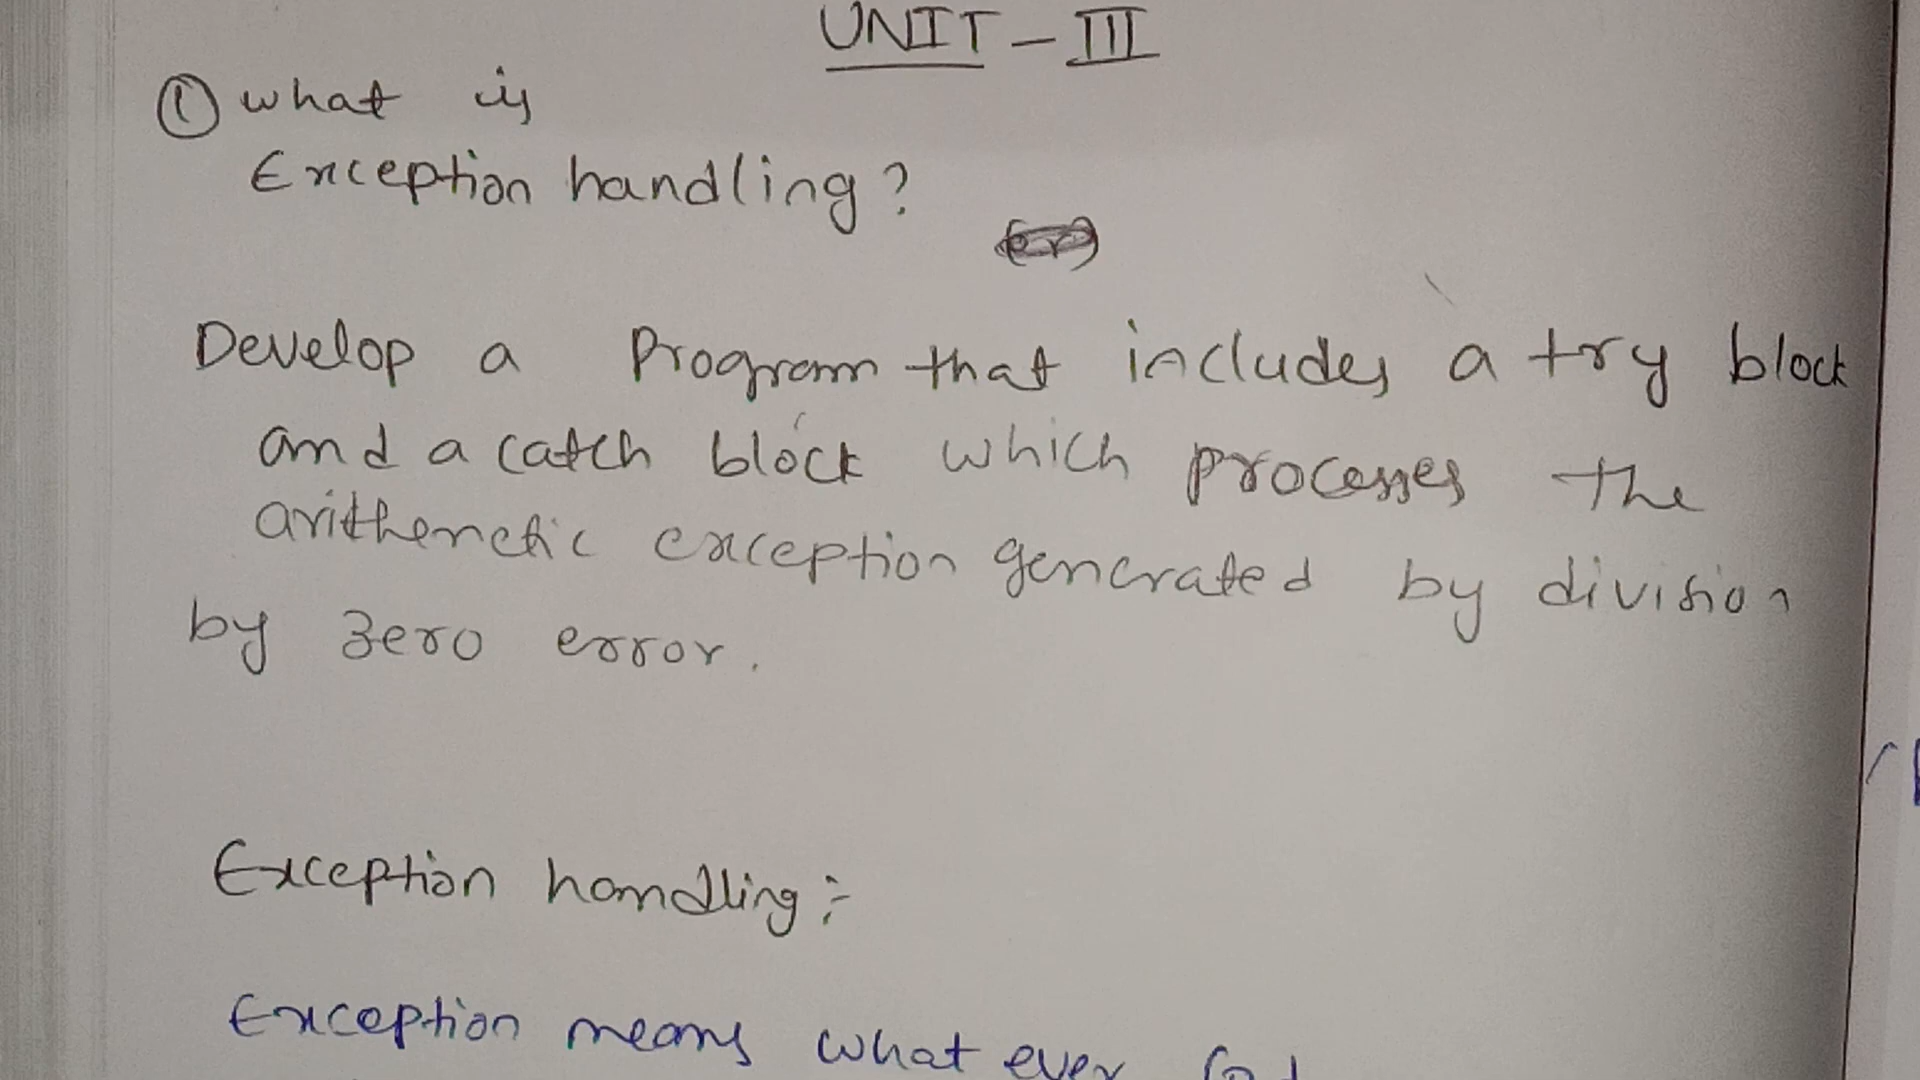 UNIT - III
① what is
Exception handling?
(or)
Develop a Program that includes a try block
and a catch block which processes the
arithemetic exception generated by division
by zero error.
Exception handling :-
Exception means what ever